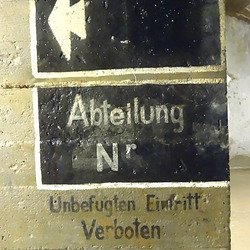 Abteilung
Nr
Unbefugten Eintritt
Verboten